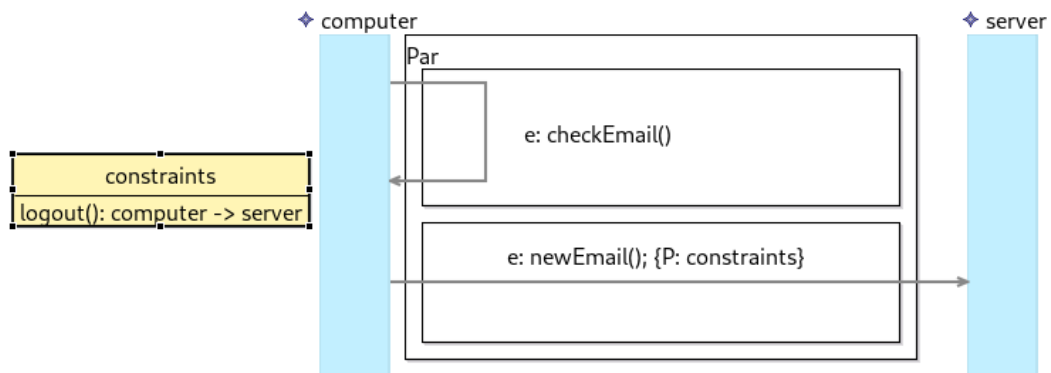 computer
server
Par
e: checkEmail()
constraints
logout(): computer -> server
e: newEmail(); {P: constraints}